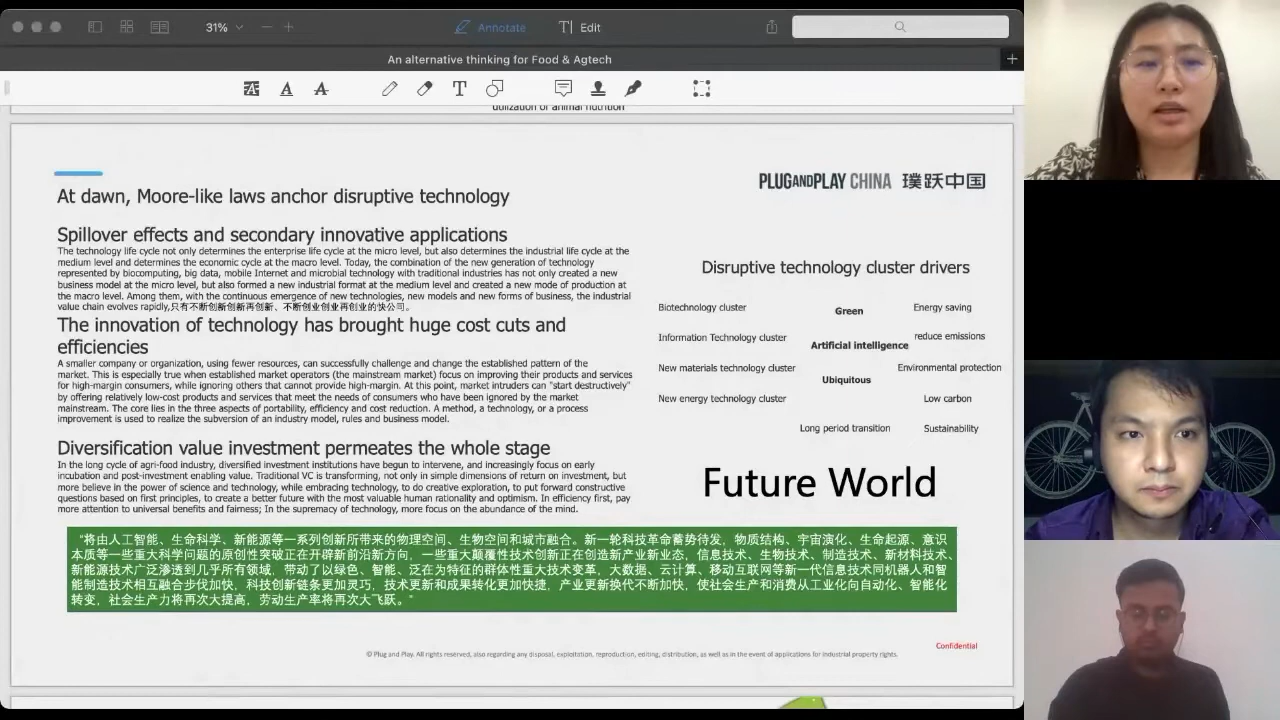 31%
Annotate
Edit
An alternative thinking for Food & Agtech
utilization of animal nutrition
PLUGANDPLAY CHINA 璞跃中国
At dawn, Moore-like laws anchor disruptive technology
Spillover effects and secondary innovative applications
The technology life cycle not only determines the enterprise life cycle at the micro level, but also determines the industrial life cycle at the
medium level and determines the economic cycle at the macro level. Today, the combination of the new generation of technology
represented by biocomputing, big data, mobile Internet and microbial technology with traditional industries has not only created a new
business model at the micro level, but also formed a new industrial format at the medium level and created a new mode of production at
the macro level. Among them, with the continuous emergence of new technologies, new models and new forms of business, the industrial
value chain evolves rapidly,只有不断创新创新再创新、不断创业创业再创业的快公司。
The innovation of technology has brought huge cost cuts and
efficiencies
A smaller company or organization, using fewer resources, can successfully challenge and change the established pattern of the
market. This is especially true when established market operators (the mainstream market) focus on improving their products and services
for high-margin consumers, while ignoring others that cannot provide high-margin. At this point, market intruders can "start destructively"
by offering relatively low-cost products and services that meet the needs of consumers who have been ignored by the market
mainstream. The core lies in the three aspects of portability, efficiency and cost reduction. A method, a technology, or a process
improvement is used to realize the subversion of an industry model, rules and business model.
Diversification value investment permeates the whole stage
In the long cycle of agri-food industry, diversified investment institutions have begun to intervene, and increasingly focus on early
incubation and post-investment enabling value. Traditional VC is transforming, not only in simple dimensions of return on investment, but
more believe in the power of science and technology, while embracing technology, to do creative exploration, to put forward constructive
questions based on first principles, to create a better future with the most valuable human rationality and optimism. In efficiency first, pay
more attention to universal benefits and fairness; In the supremacy of technology, more focus on the abundance of the mind.
Disruptive technology cluster drivers
Biotechnology cluster
Green
Energy saving
Information Technology cluster
Artificial intelligence
reduce emissions
New materials technology cluster
Ubiquitous
Environmental protection
New energy technology cluster
Low carbon
Long period transition
Sustainability
Future World
“将由人工智能、生命科学、新能源等一系列创新所带来的物理空间、生物空间和城市融合。新一轮科技革命蓄势待发，物质结构、宇宙演化、生命起源、意识
本质等一些重大科学问题的原创性突破正在开辟新前沿新方向，一些重大颠覆性技术创新正在创造新产业新业态，信息技术、生物技术、制造技术、新材料技术、
新能源技术广泛渗透到几乎所有领域，带动了以绿色、智能、泛在为特征的群体性重大技术变革，大数据、云计算、移动互联网等新一代信息技术同机器人和智
能制造技术相互融合步伐加快，科技创新链条更加灵巧，技术更新和成果转化更加快捷，产业更新换代不断加快，使社会生产和消费从工业化向自动化、智能化
转变，社会生产力将再次大提高，劳动生产率将再次大飞跃。”
Confidential
© Plug and Play. All rights reserved, also regarding any disposal, exploitation, reproduction, editing, distribution, as well as in the event of applications for industrial property rights.